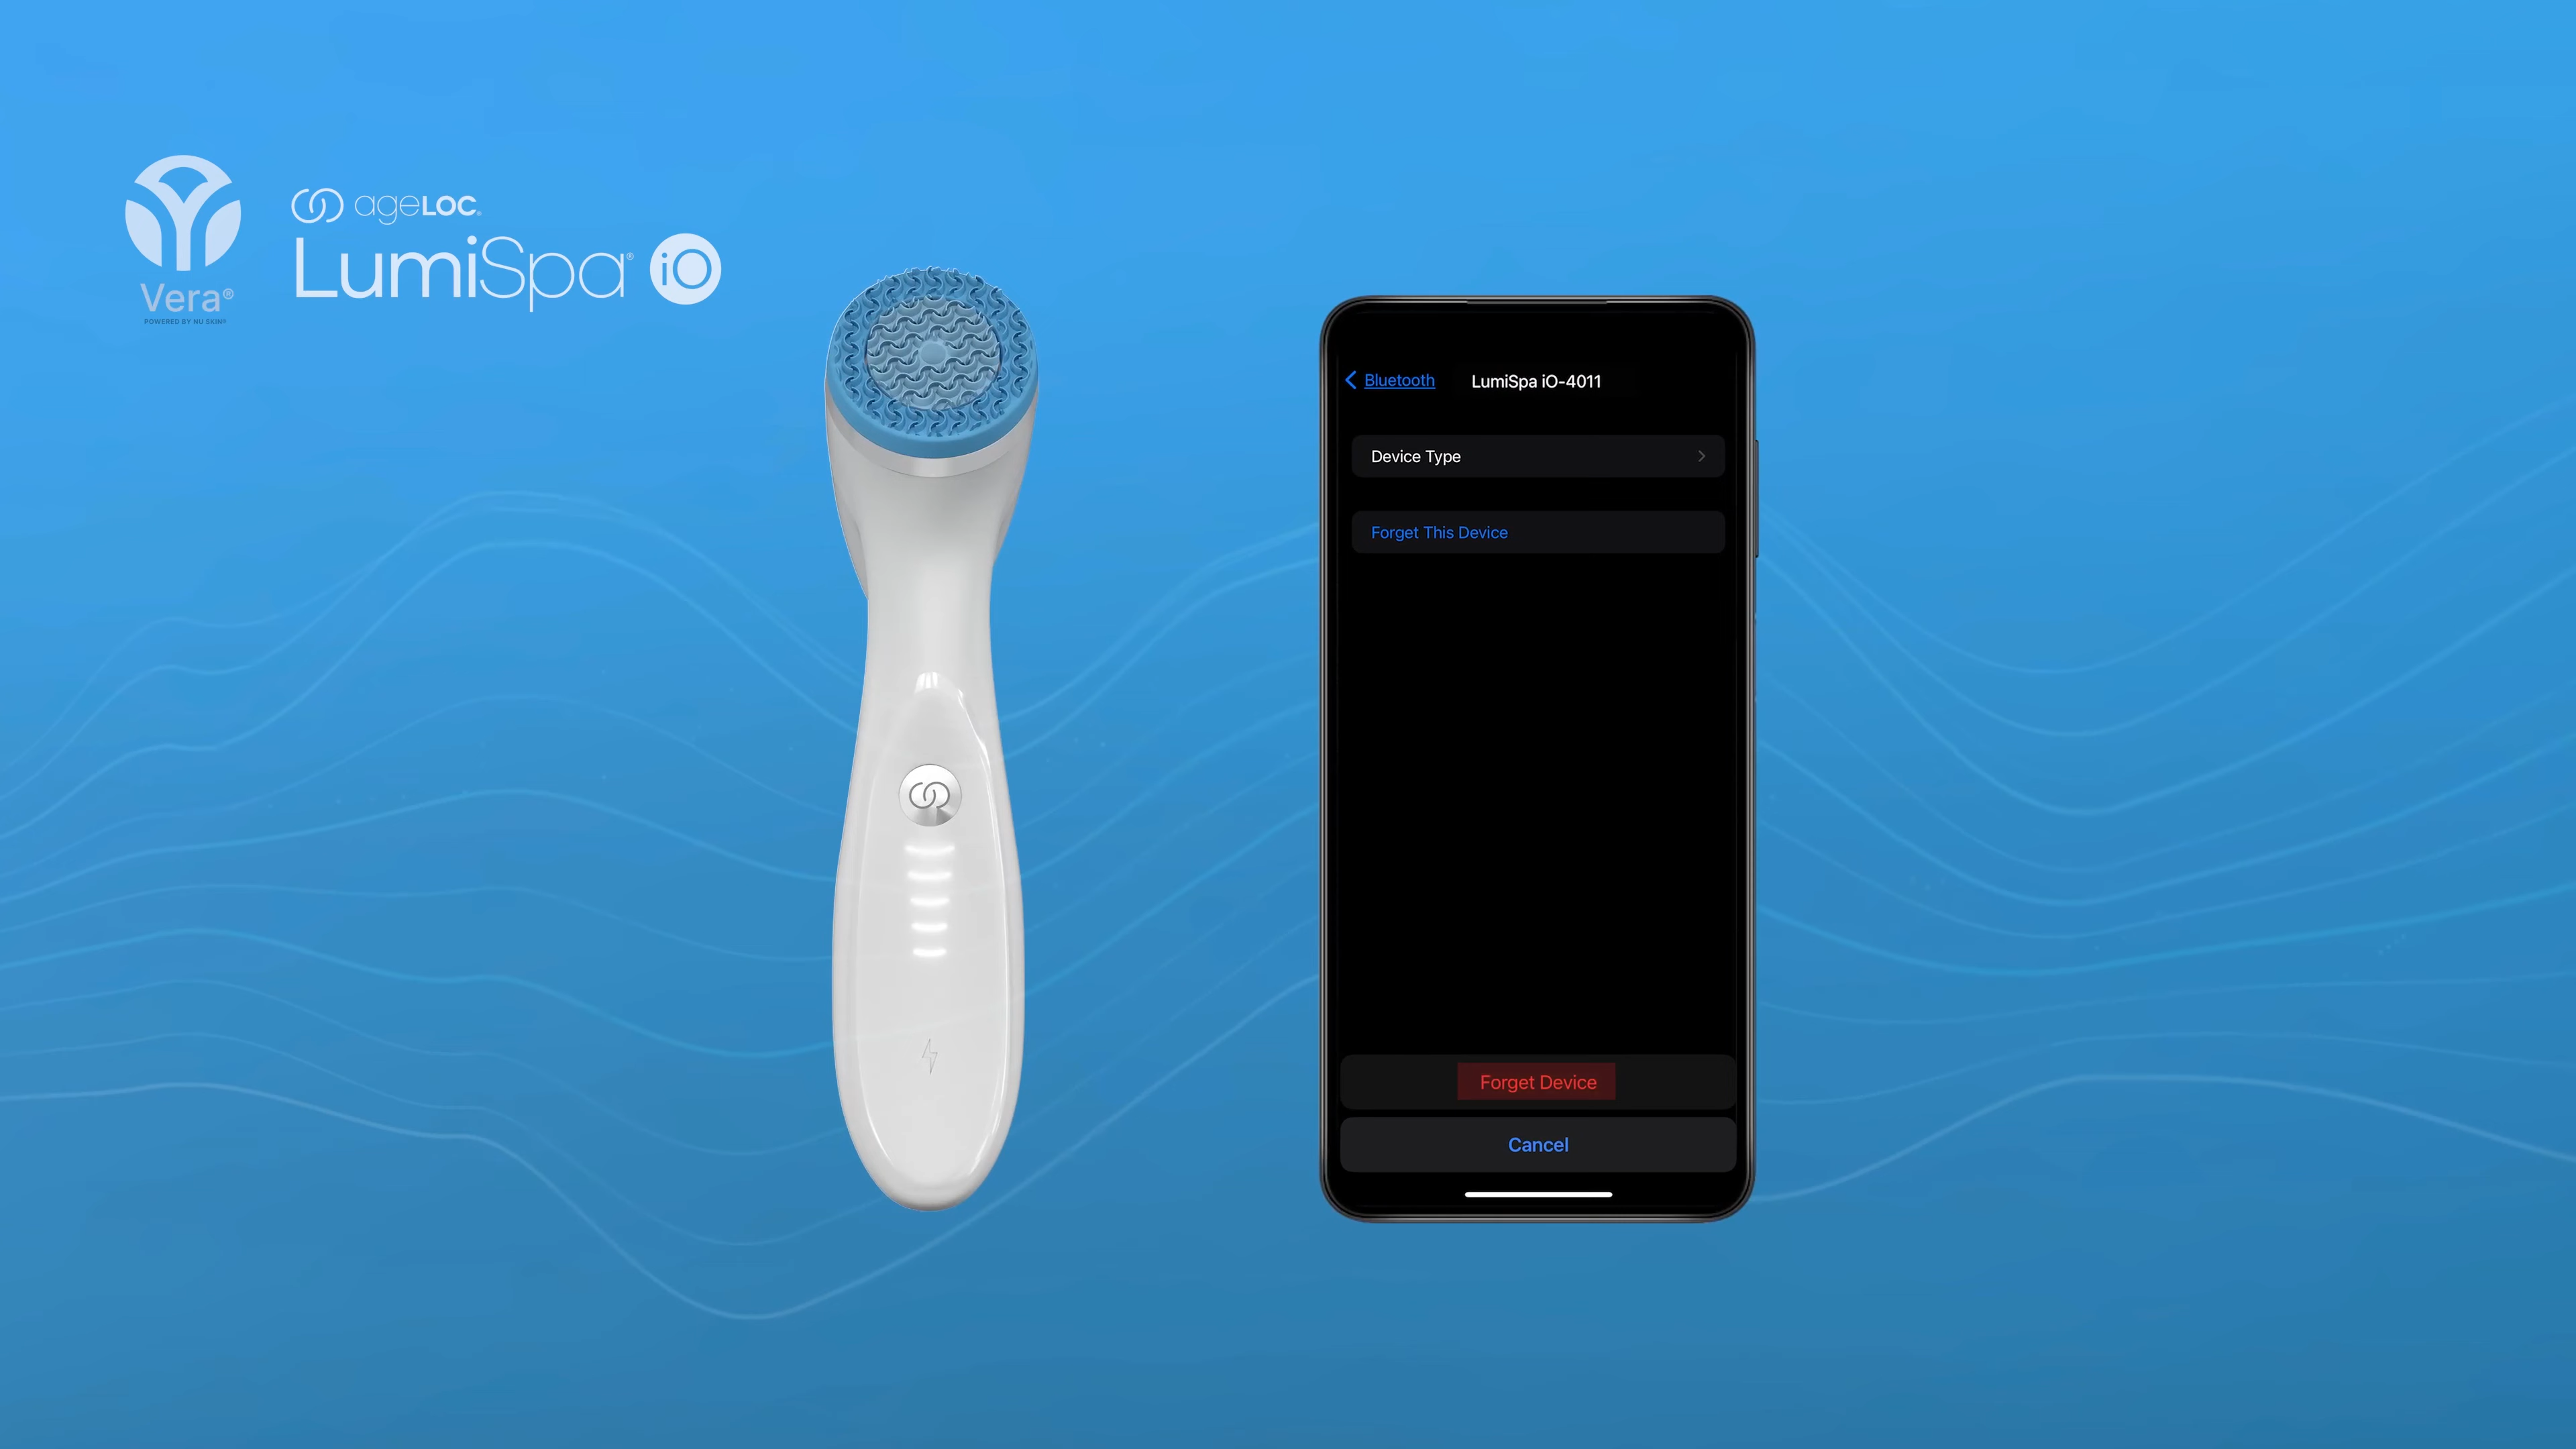 Vera®
POWERED BY NU SKIN®
ageLOC®
LumiSpa® iO
Bluetooth
LumiSpa iO-4011
Device Type
Forget This Device
Forget Device
Cancel